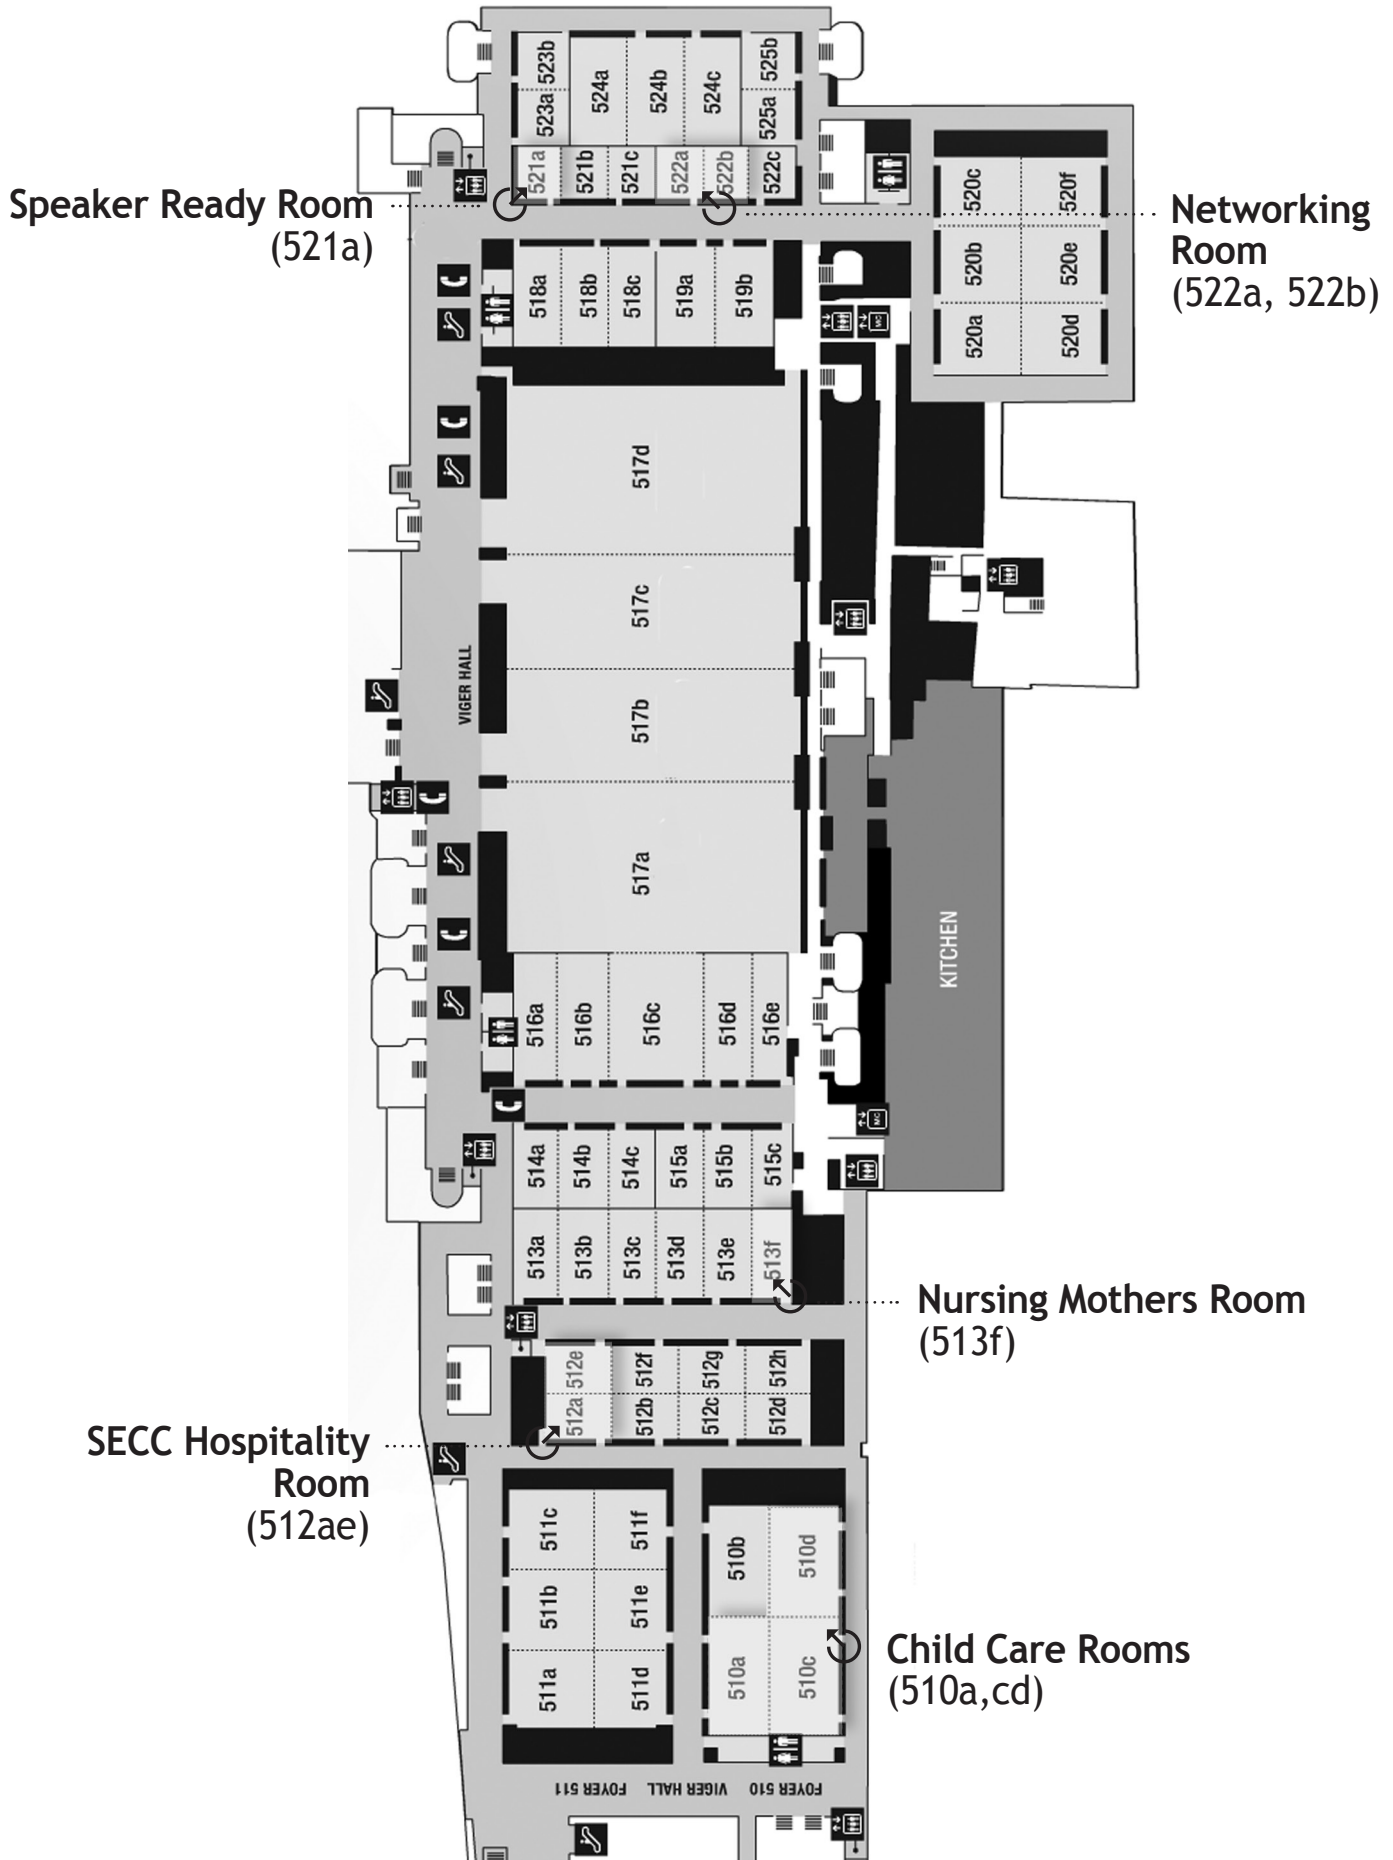 523b
524a
524b
524c
525b
523a
525a
521a
521b
521c
522a
522b
522c
520c
520f
Speaker Ready Room
(521a)
Networking
Room
(522a, 522b)
518a
518b
518c
519a
519b
520b
520e
520a
520d
MC
517d
517c
VIGER HALL
517b
517a
KITCHEN
516a
516b
516c
516d
516e
MC
514a
514b
514c
515a
515b
515c
513a
513b
513c
513d
513e
513f
Nursing Mothers Room
(513f)
512e
512f
512g
512h
512a
512b
512c
512d
SECC Hospitality
Room
(512ae)
511c
511f
510b
510d
511b
511e
Child Care Rooms
(510a,cd)
511a
511d
510a
510c
FOYER 511
VIGER HALL
FOYER 510